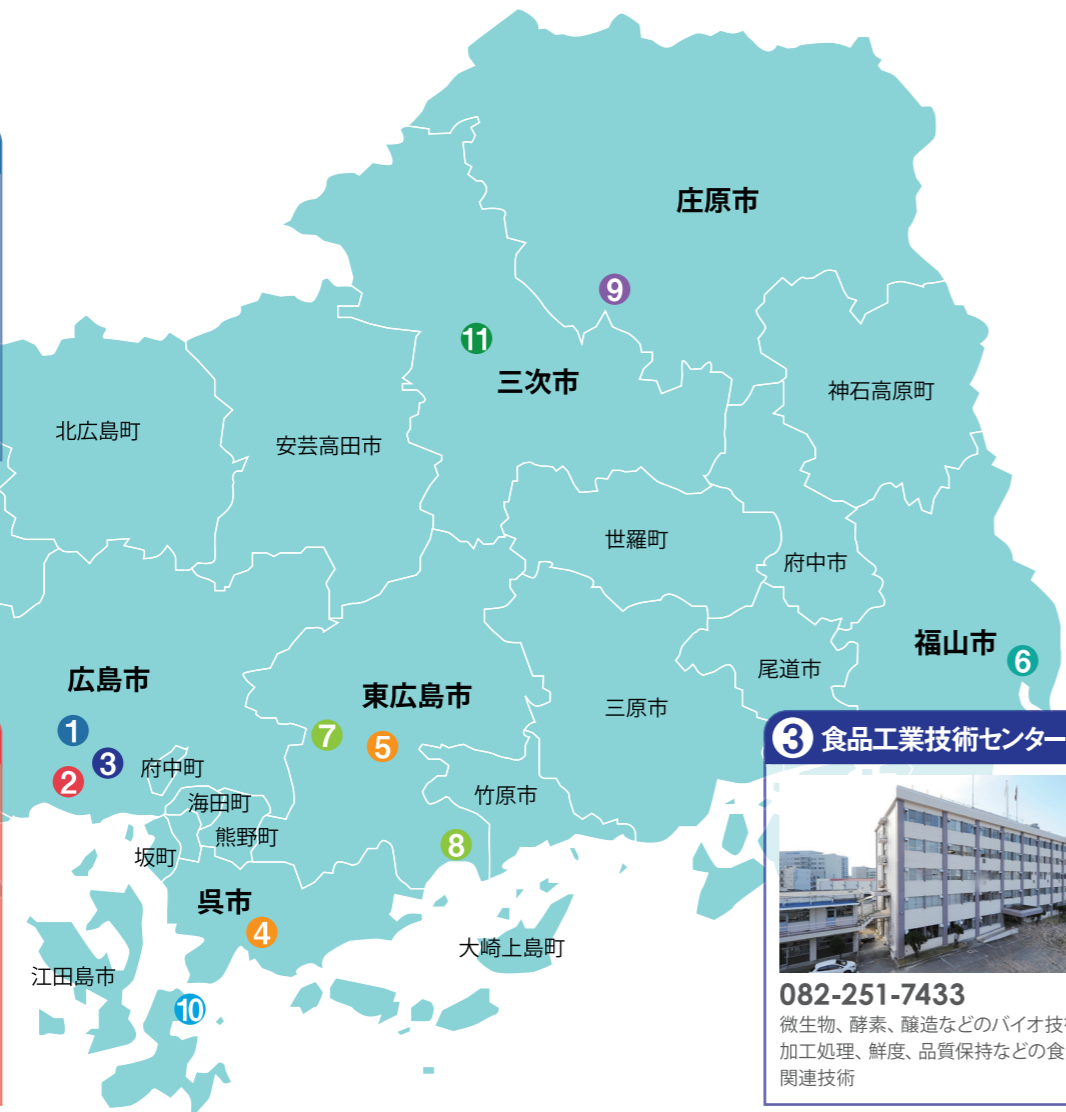 庄原市
9
11
三次市
神石高原町
北広島町
安芸高田市
世羅町
府中市
福山市
6
広島市
東広島市
尾道市
三原市
1
7
5
3
2
府中町
竹原市
海田町
熊野町
坂町
8
呉市
4
大崎上島町
江田島市
10
3 食品工業技術センター
082-251-7433
微生物、酵素、醸造などのバイオ技
加工処理、鮮度、品質保持などの食
関連技術